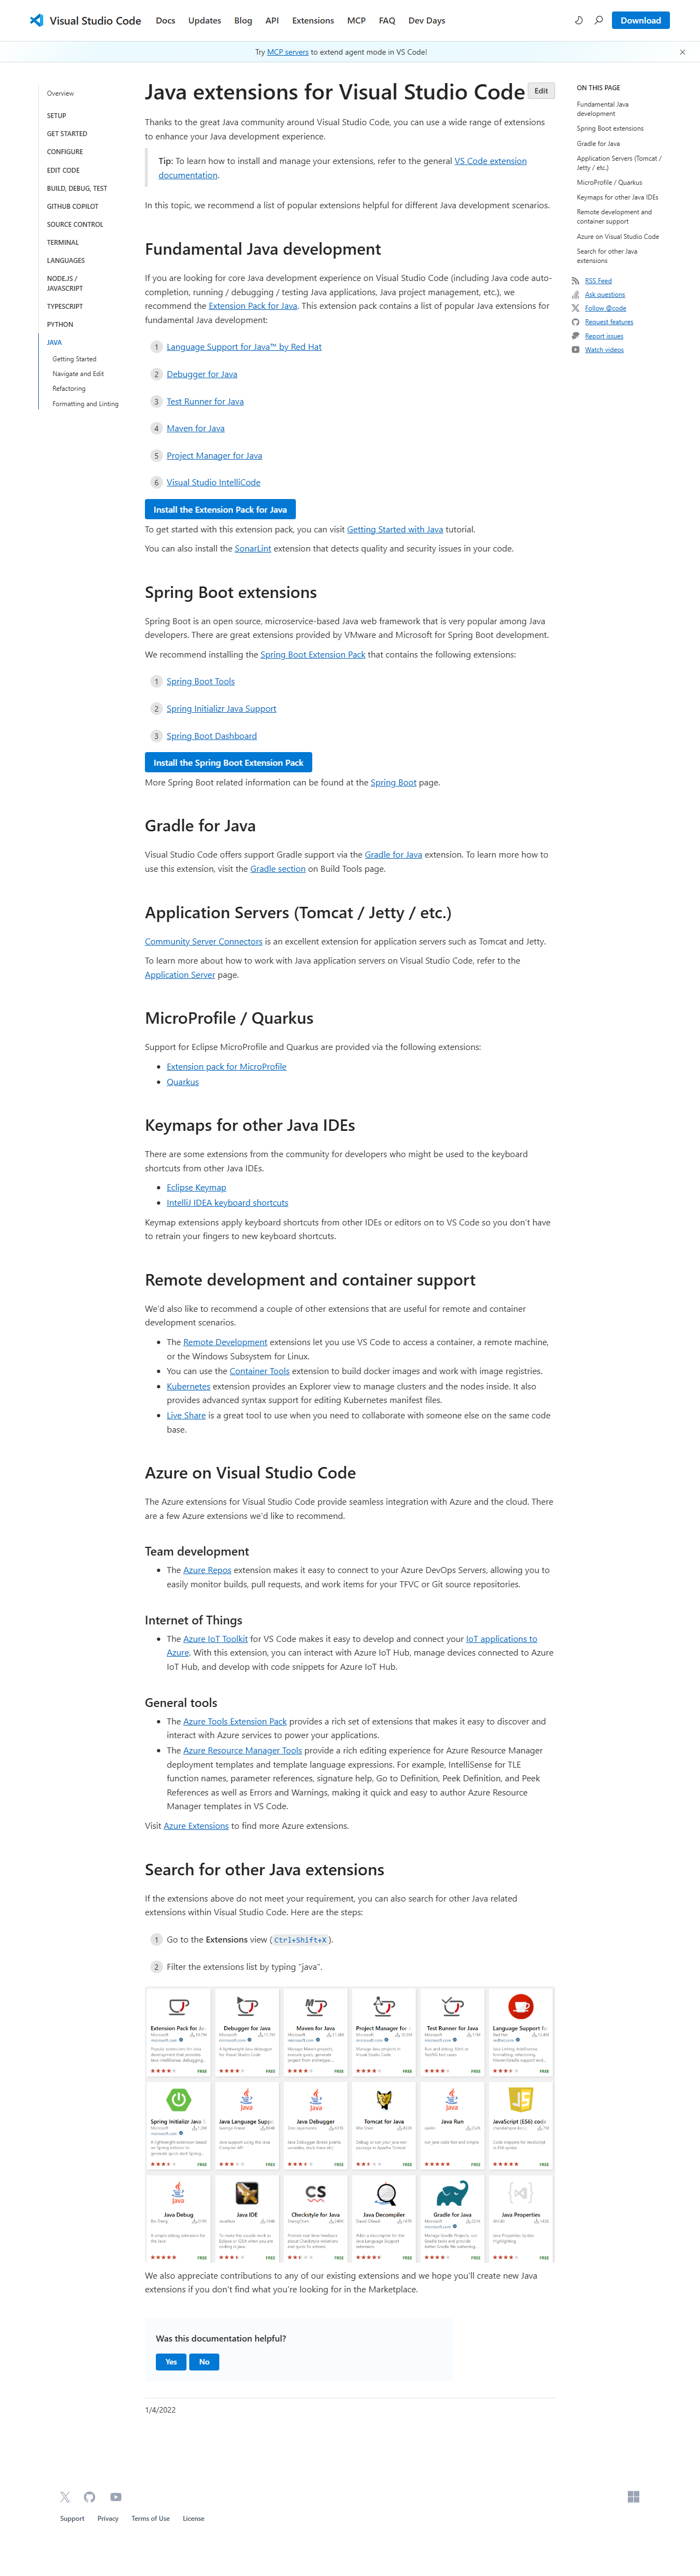 Visual Studio Code Docs Updates Blog API Extensions MCP FAQ Dev Days Download
Try MCP servers to extend agent mode in VS Code!
Overview
SETUP
GET STARTED
CONFIGURE
EDIT CODE
BUILD, DEBUG, TEST
GITHUB COPILOT
SOURCE CONTROL
TERMINAL
LANGUAGES
NODE.JS /
JAVASCRIPT
TYPESCRIPT
PYTHON
JAVA
Getting Started
Navigate and Edit
Refactoring
Formatting and Linting
Java extensions for Visual Studio Code Edit
Thanks to the great Java community around Visual Studio Code, you can use a wide range of extensions
to enhance your Java development experience.
Tip: To learn how to install and manage your extensions, refer to the general VS Code extension
documentation.
In this topic, we recommend a list of popular extensions helpful for different Java development scenarios.
Fundamental Java development
If you are looking for core Java development experience on Visual Studio Code (including Java code auto-
completion, running / debugging / testing Java applications, Java project management, etc.), we
recommend the Extension Pack for Java. This extension pack contains a list of popular Java extensions for
fundamental Java development:
1 Language Support for Java™ by Red Hat
2 Debugger for Java
3 Test Runner for Java
4 Maven for Java
5 Project Manager for Java
6 Visual Studio IntelliCode
Install the Extension Pack for Java
To get started with this extension pack, you can visit Getting Started with Java tutorial.
You can also install the SonarLint extension that detects quality and security issues in your code.
Spring Boot extensions
Spring Boot is an open source, microservice-based Java web framework that is very popular among Java
developers. There are great extensions provided by VMware and Microsoft for Spring Boot development.
We recommend installing the Spring Boot Extension Pack that contains the following extensions:
1 Spring Boot Tools
2 Spring Initializr Java Support
3 Spring Boot Dashboard
Install the Spring Boot Extension Pack
More Spring Boot related information can be found at the Spring Boot page.
Gradle for Java
Visual Studio Code offers support Gradle support via the Gradle for Java extension. To learn more how to
use this extension, visit the Gradle section on Build Tools page.
Application Servers (Tomcat / Jetty / etc.)
Community Server Connectors is an excellent extension for application servers such as Tomcat and Jetty.
To learn more about how to work with Java application servers on Visual Studio Code, refer to the
Application Server page.
MicroProfile / Quarkus
Support for Eclipse MicroProfile and Quarkus are provided via the following extensions:
• Extension pack for MicroProfile
• Quarkus
Keymaps for other Java IDEs
There are some extensions from the community for developers who might be used to the keyboard
shortcuts from other Java IDEs.
• Eclipse Keymap
• IntelliJ IDEA keyboard shortcuts
Keymap extensions apply keyboard shortcuts from other IDEs or editors on to VS Code so you don't have
to retrain your fingers to new keyboard shortcuts.
Remote development and container support
We'd also like to recommend a couple of other extensions that are useful for remote and container
development scenarios.
• The Remote Development extensions let you use VS Code to access a container, a remote machine,
or the Windows Subsystem for Linux.
• You can use the Container Tools extension to build docker images and work with image registries.
• Kubernetes extension provides an Explorer view to manage clusters and the nodes inside. It also
provides advanced syntax support for editing Kubernetes manifest files.
• Live Share is a great tool to use when you need to collaborate with someone else on the same code
base.
Azure on Visual Studio Code
The Azure extensions for Visual Studio Code provide seamless integration with Azure and the cloud. There
are a few Azure extensions we'd like to recommend.
Team development
• The Azure Repos extension makes it easy to connect to your Azure DevOps Servers, allowing you to
easily monitor builds, pull requests, and work items for your TFVC or Git source repositories.
Internet of Things
• The Azure IoT Toolkit for VS Code makes it easy to develop and connect your IoT applications to
Azure. With this extension, you can interact with Azure IoT Hub, manage devices connected to Azure
IoT Hub, and develop with code snippets for Azure IoT Hub.
General tools
• The Azure Tools Extension Pack provides a rich set of extensions that makes it easy to discover and
interact with Azure services to power your applications.
• The Azure Resource Manager Tools provide a rich editing experience for Azure Resource Manager
deployment templates and template language expressions. For example, IntelliSense for TLE
function names, parameter references, signature help, Go to Definition, Peek Definition, and Peek
References as well as Errors and Warnings, making it quick and easy to author Azure Resource
Manager templates in VS Code.
Visit Azure Extensions to find more Azure extensions.
Search for other Java extensions
If the extensions above do not meet your requirement, you can also search for other Java related
extensions within Visual Studio Code. Here are the steps:
1 Go to the Extensions view (Ctrl+Shift+X).
2 Filter the extensions list by typing "java".
Extension Pack for Ja Debugger for Java Maven for Java Project Manager for J Test Runner for Java Language Support fo
Spring Initializr Java S Java Language Suppo Java Debugger Tomcat for Java Java Run JavaScript (ES6) code
Java Debug Java IDE Checkstyle for Java Java Decompiler Gradle for Java Java Properties
We also appreciate contributions to any of our existing extensions and we hope you'll create new Java
extensions if you don't find what you're looking for in the Marketplace.
Was this documentation helpful?
Yes No
1/4/2022
ON THIS PAGE
Fundamental Java
development
Spring Boot extensions
Gradle for Java
Application Servers (Tomcat /
Jetty / etc.)
MicroProfile / Quarkus
Keymaps for other Java IDEs
Remote development and
container support
Azure on Visual Studio Code
Search for other Java
extensions
RSS Feed
Ask questions
Follow @code
Request features
Report issues
Watch videos
Support Privacy Terms of Use License